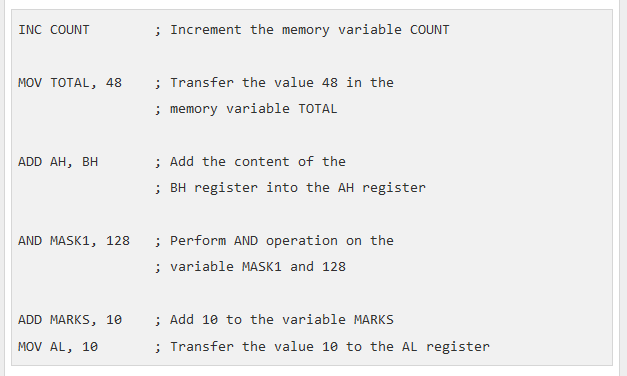 INC COUNT        ; Increment the memory variable COUNT
MOV TOTAL, 48    ; Transfer the value 48 in the
                 ; memory variable TOTAL
ADD AH, BH       ; Add the content of the
                 ; BH register into the AH register
AND MASK1, 128   ; Perform AND operation on the
                 ; variable MASK1 and 128
ADD MARKS, 10    ; Add 10 to the variable MARKS
MOV AL, 10       ; Transfer the value 10 to the AL register